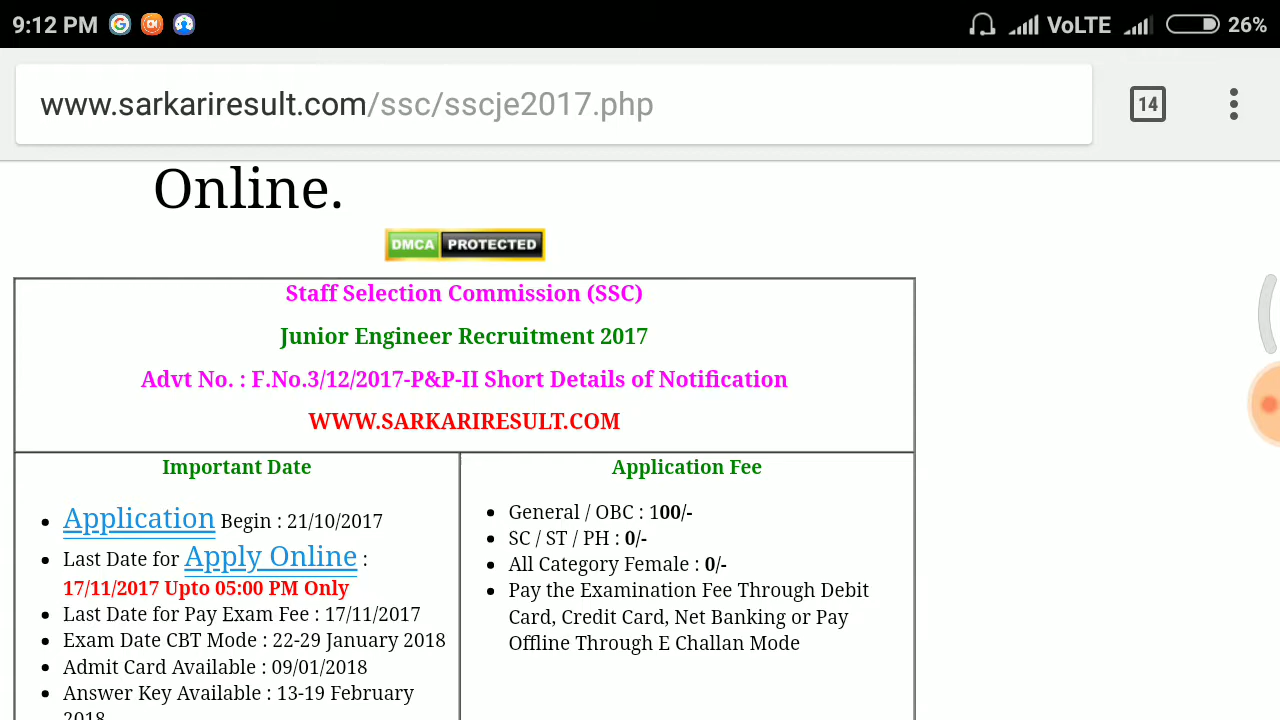 9:12 PM VoLTE 26%
www.sarkariresult.com/ssc/sscje2017.php 14
Online.
DMCA PROTECTED
Staff Selection Commission (SSC)
Junior Engineer Recruitment 2017
Advt No. : F.No.3/12/2017-P&P-II Short Details of Notification
WWW.SARKARIRESULT.COM
Important Date
Application Begin : 21/10/2017
Last Date for Apply Online :
17/11/2017 Upto 05:00 PM Only
Last Date for Pay Exam Fee : 17/11/2017
Exam Date CBT Mode : 22-29 January 2018
Admit Card Available : 09/01/2018
Answer Key Available : 13-19 February
2018
Application Fee
General / OBC : 100/-
SC / ST / PH : 0/-
All Category Female : 0/-
Pay the Examination Fee Through Debit
Card, Credit Card, Net Banking or Pay
Offline Through E Challan Mode